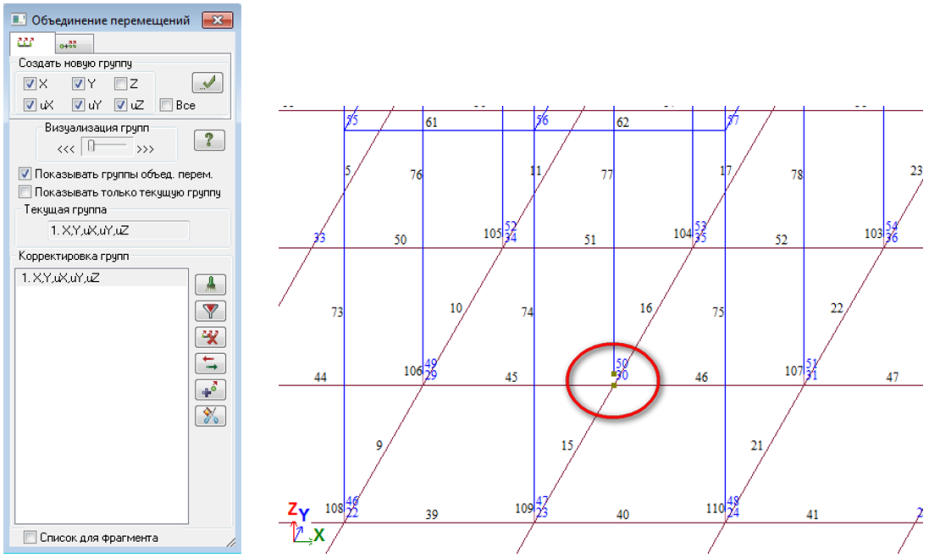 Объединение перемещений
Создать новую группу
X Y Z
uX uY uZ Все
Визуализация групп
<<< >>>
?
Показывать группы объед. перем.
Показывать только текущую группу
Текущая группа
1. X,Y,uX,uY,uZ
Корректировка групп
1. X,Y,uX,uY,uZ
Список для фрагмента
55 61 56 62 57
5 76 11 77 17 78 23
52 53 54
33 50 105 34 51 104 35 52 103 36
73 10 74 16 75 22
49 50 51
44 106 29 45 30 46 107 31 47
9 15 21
46 47 48
108 22 39 109 23 40 110 24 41
Z Y
X